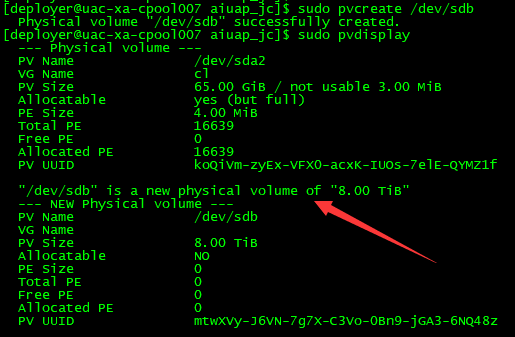 [deployer@uac-xa-cpool007 aiuap_jc]$ sudo pvcreate /dev/sdb
  Physical volume "/dev/sdb" successfully created.
[deployer@uac-xa-cpool007 aiuap_jc]$ sudo pvdisplay
  --- Physical volume ---
  PV Name               /dev/sda2
  VG Name               cl
  PV Size               65.00 GiB / not usable 3.00 MiB
  Allocatable           yes (but full)
  PE Size               4.00 MiB
  Total PE              16639
  Free PE               0
  Allocated PE          16639
  PV UUID               koQiVm-zyEx-VFX0-acxK-IUOs-7elE-QYMZ1f

  "/dev/sdb" is a new physical volume of "8.00 TiB"
  --- NEW Physical volume ---
  PV Name               /dev/sdb
  VG Name
  PV Size               8.00 TiB
  Allocatable           NO
  PE Size               0
  Total PE              0
  Free PE               0
  Allocated PE          0
  PV UUID               mtwXVy-J6VN-7g7X-C3Vo-0Bn9-jGA3-6NQ48z